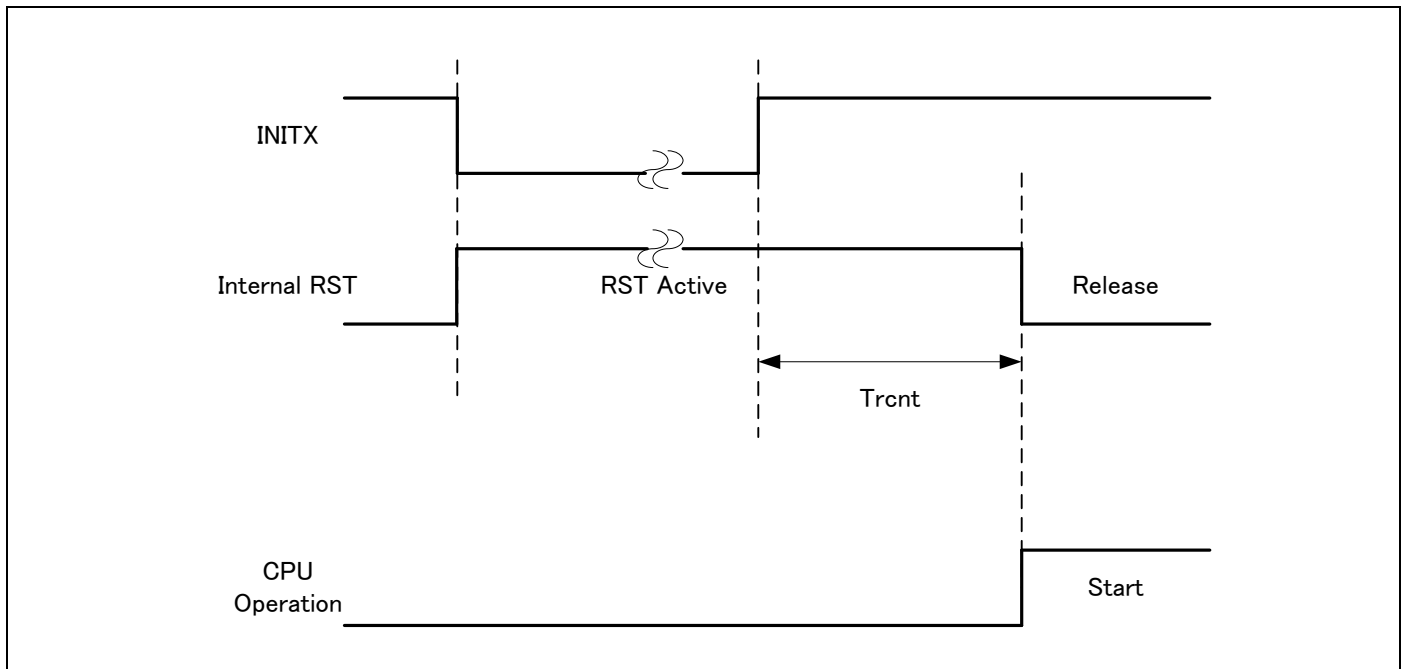 INITX
Internal RST
RST Active
Release
Trcnt
CPU
Operation
Start